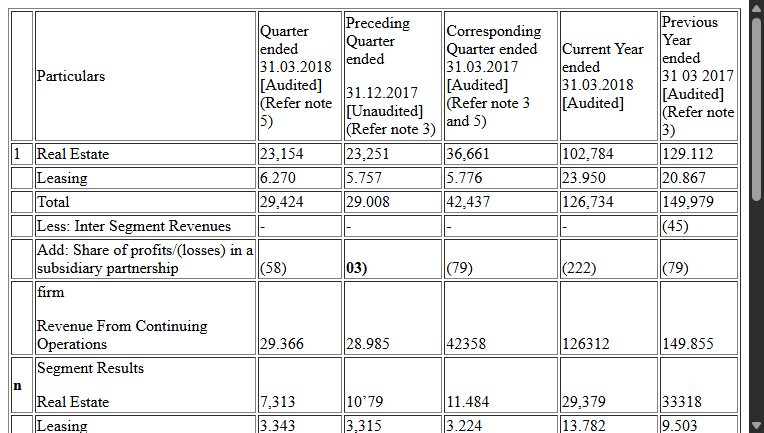 Particulars Quarter ended 31.03.2018 [Audited] (Refer note 5) Preceding Quarter ended 31.12.2017 [Unaudited] (Refer note 3) Corresponding Quarter ended 31.03.2017 [Audited] (Refer note 3 and 5) Current Year ended 31.03.2018 [Audited] Previous Year ended 31 03 2017 [Audited] (Refer note 3)
1 Real Estate 23,154 23,251 36,661 102,784 129.112
Leasing 6.270 5.757 5.776 23.950 20.867
Total 29,424 29.008 42,437 126,734 149,979
Less: Inter Segment Revenues - - - - (45)
Add: Share of profits/(losses) in a subsidiary partnership (58) 03) (79) (222) (79)
firm
Revenue From Continuing Operations 29.366 28.985 42358 126312 149.855
n Segment Results
Real Estate 7,313 10’79 11.484 29,379 33318
Leasing 3.343 3,315 3.224 13.782 9.503